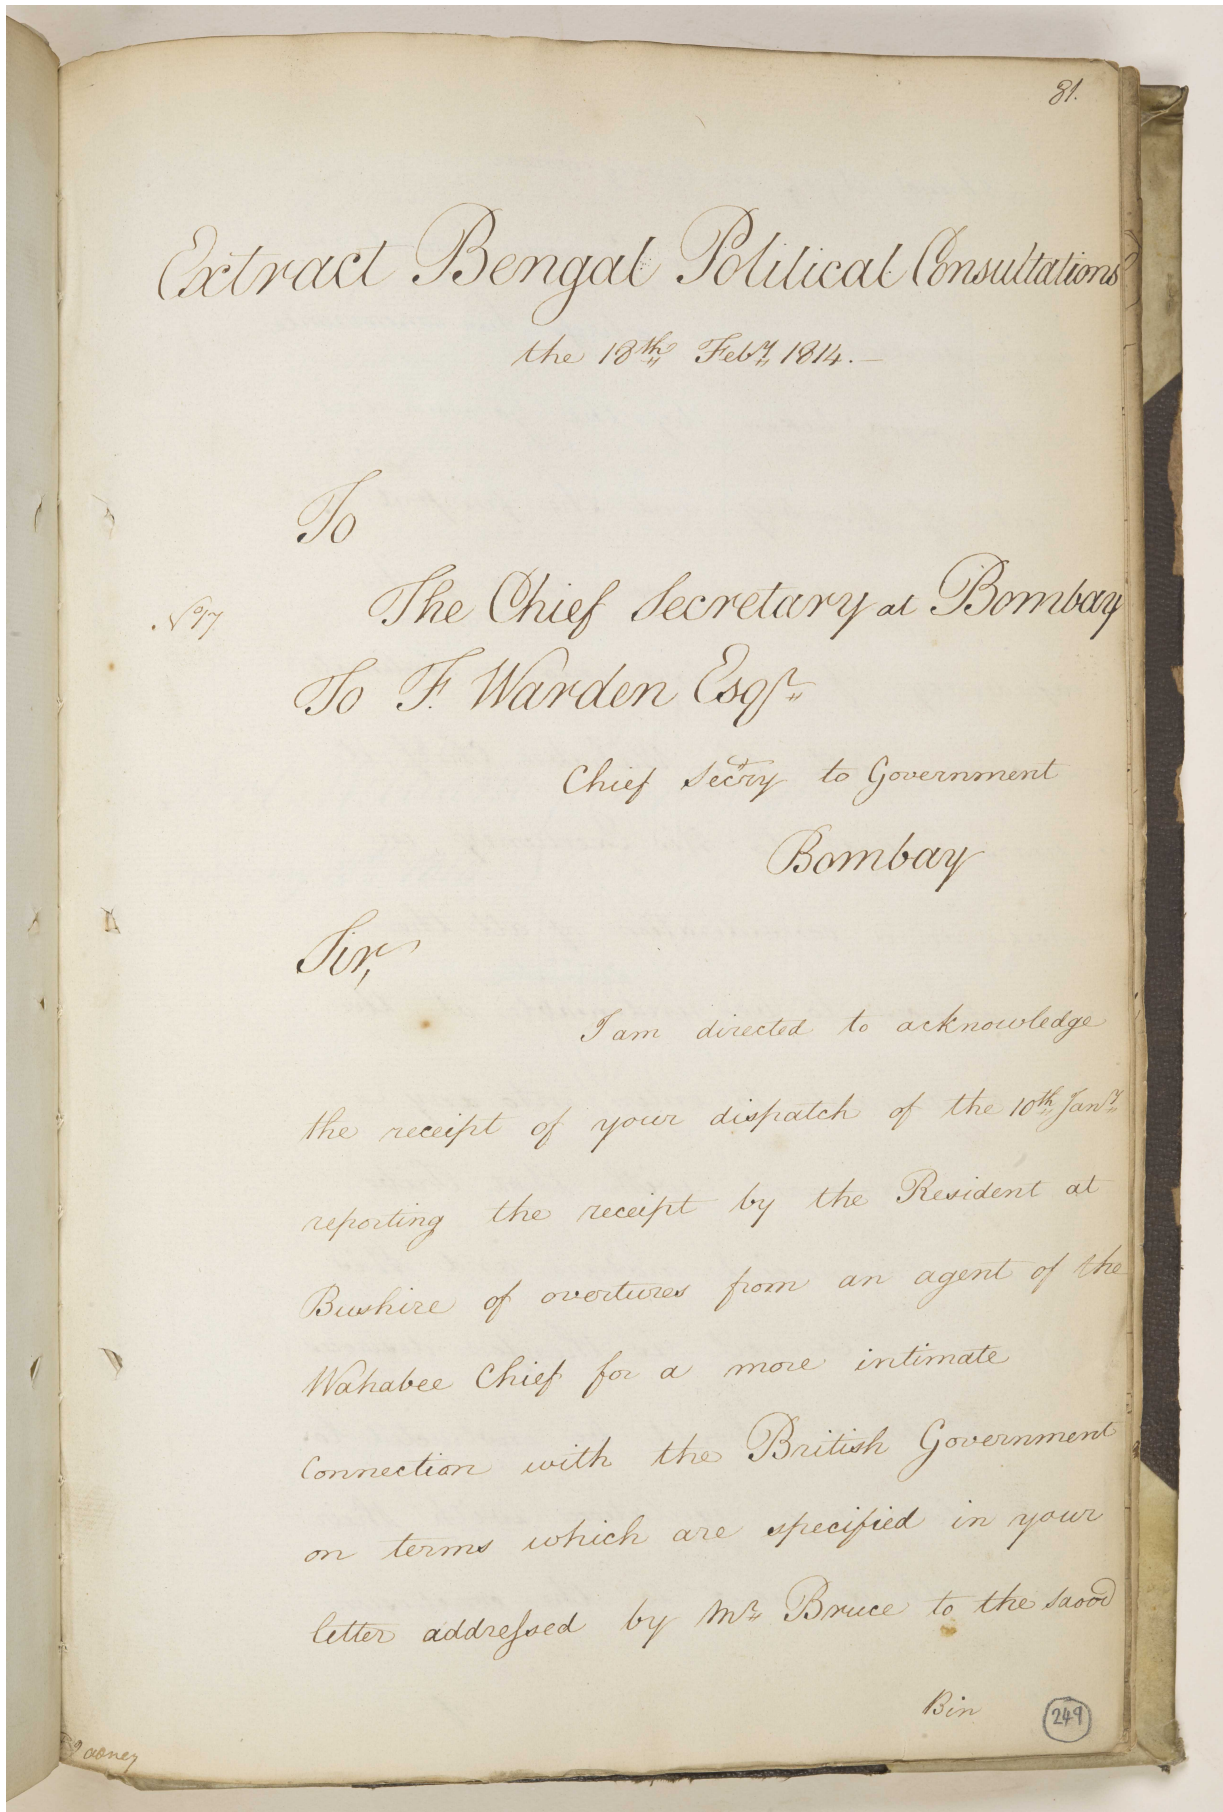 81.
Extract Bengal Political Consultations
the 18th Feby 1814.—
To
No 17
The Chief Secretary at Bombay
To F. Warden Esqr
Chief Secry to Government
Bombay
Sir,
I am directed to acknowledge
the receipt of your dispatch of the 10th Jany
reporting the receipt by the Resident at
Bushire of overtures from an agent of the
Wahabee Chief for a more intimate
Connection with the British Government
on terms which are specified in your
letter addressed by Mr Bruce to the Saood
Bin
249